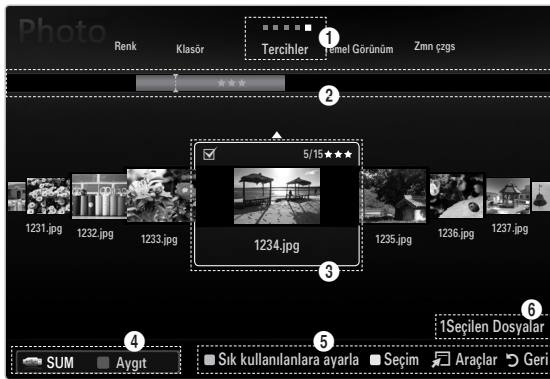 Photo
Renk Klasör Tercihler emel Görünüm Zmn çzgs
1
2
5/15★★★
1231.jpg 1232.jpg 1233.jpg 1234.jpg 1235.jpg 1236.jpg 1237.jpg
3
6
1Seçilen Dosyalar
4 5
SUM Aygıt Sık kullanılanlara ayarla Seçim Araçlar Geri